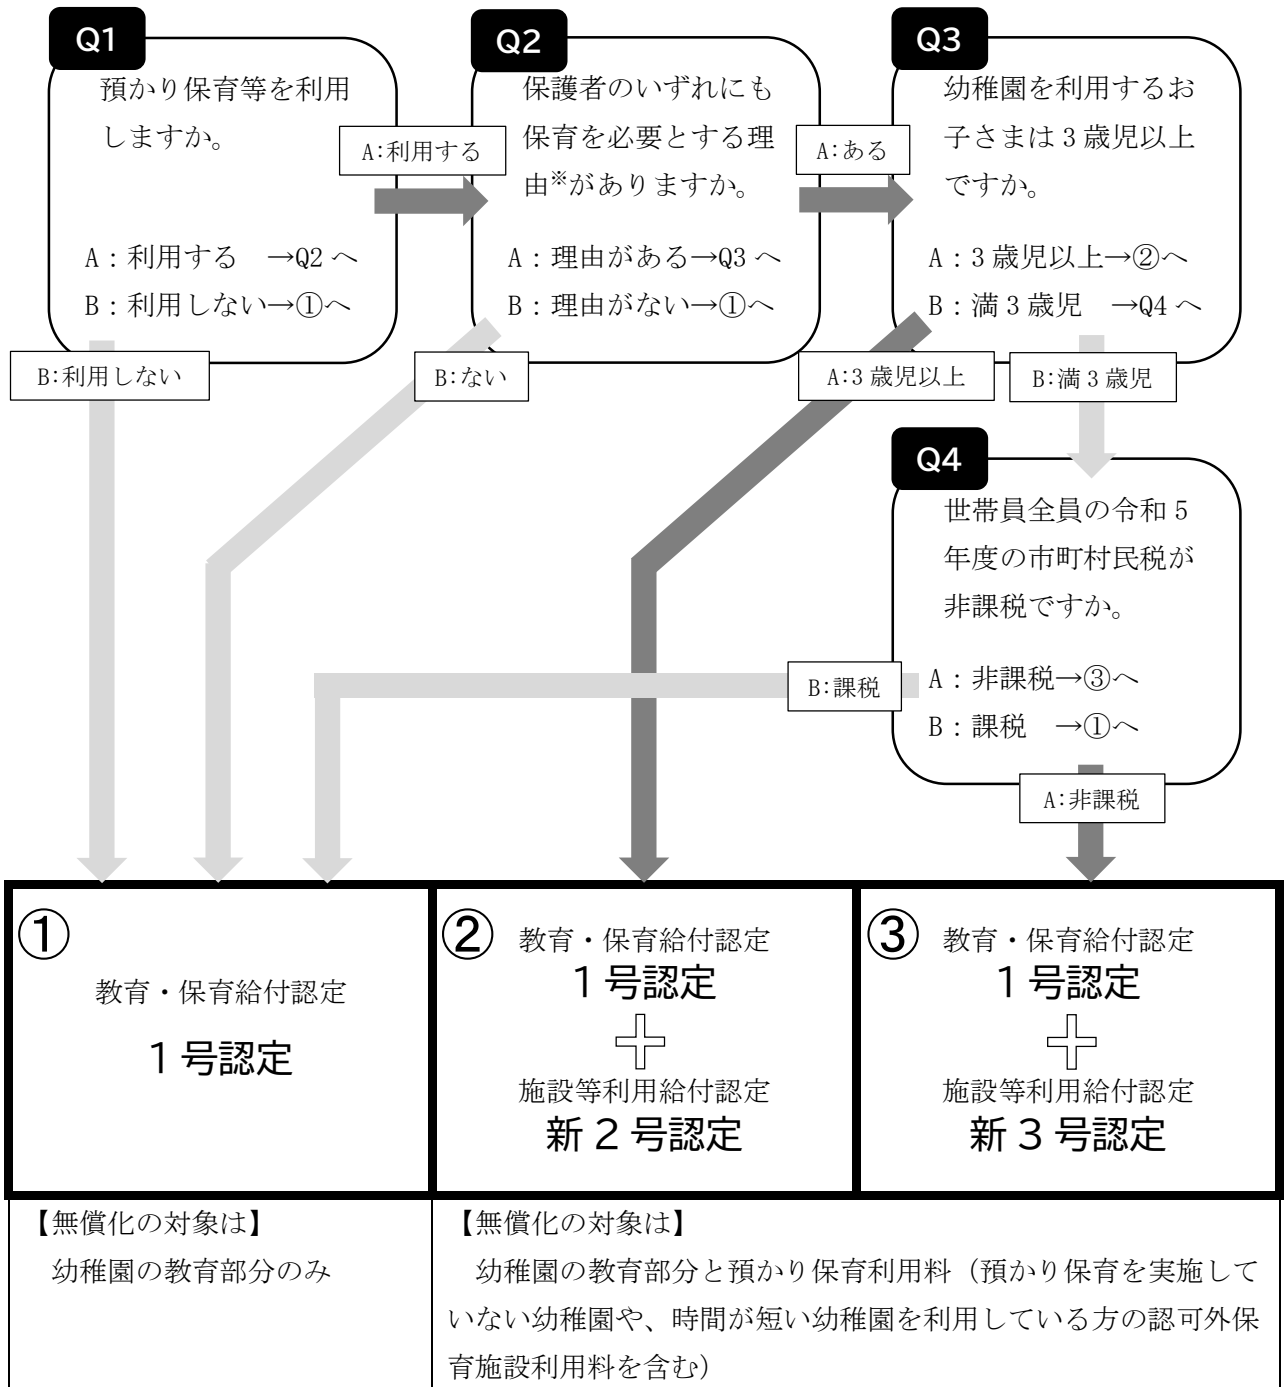 Q1
預かり保育等を利用
しますか。
A：利用する　→Q2 へ
B：利用しない→①へ
A:利用する
B:利用しない
Q2
保護者のいずれにも
保育を必要とする理
由※がありますか。
A：理由がある→Q3 へ
B：理由がない→①へ
A:ある
B:ない
Q3
幼稚園を利用するお
子さまは 3 歳児以上
ですか。
A：3 歳児以上→②へ
B：満 3 歳児　→Q4 へ
A:3 歳児以上
B:満 3 歳児
Q4
世帯員全員の令和 5
年度の市町村民税が
非課税ですか。
A：非課税→③へ
B：課税　→①へ
B:課税
A:非課税
①
教育・保育給付認定
1 号認定
②
教育・保育給付認定
1 号認定
施設等利用給付認定
新 2 号認定
③
教育・保育給付認定
1 号認定
施設等利用給付認定
新 3 号認定
【無償化の対象は】
幼稚園の教育部分のみ
【無償化の対象は】
幼稚園の教育部分と預かり保育利用料（預かり保育を実施して
いない幼稚園や、時間が短い幼稚園を利用している方の認可外保
育施設利用料を含む）